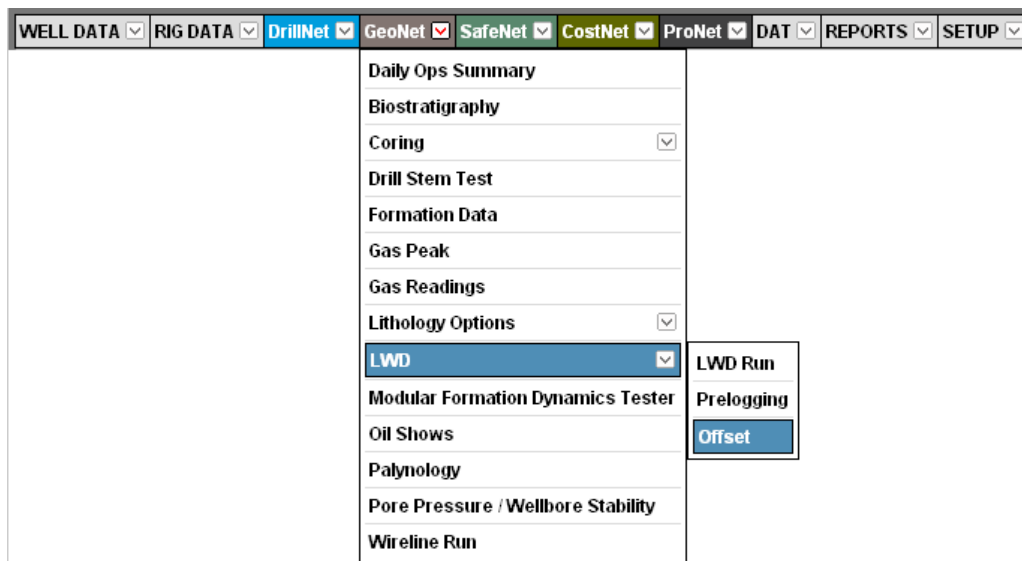 WELL DATA RIG DATA DrillNet GeoNet SafeNet CostNet ProNet DAT REPORTS SETUP
Daily Ops Summary
Biostratigraphy
Coring
Drill Stem Test
Formation Data
Gas Peak
Gas Readings
Lithology Options
LWD
Modular Formation Dynamics Tester
Oil Shows
Palynology
Pore Pressure / Wellbore Stability
Wireline Run
LWD Run
Prelogging
Offset